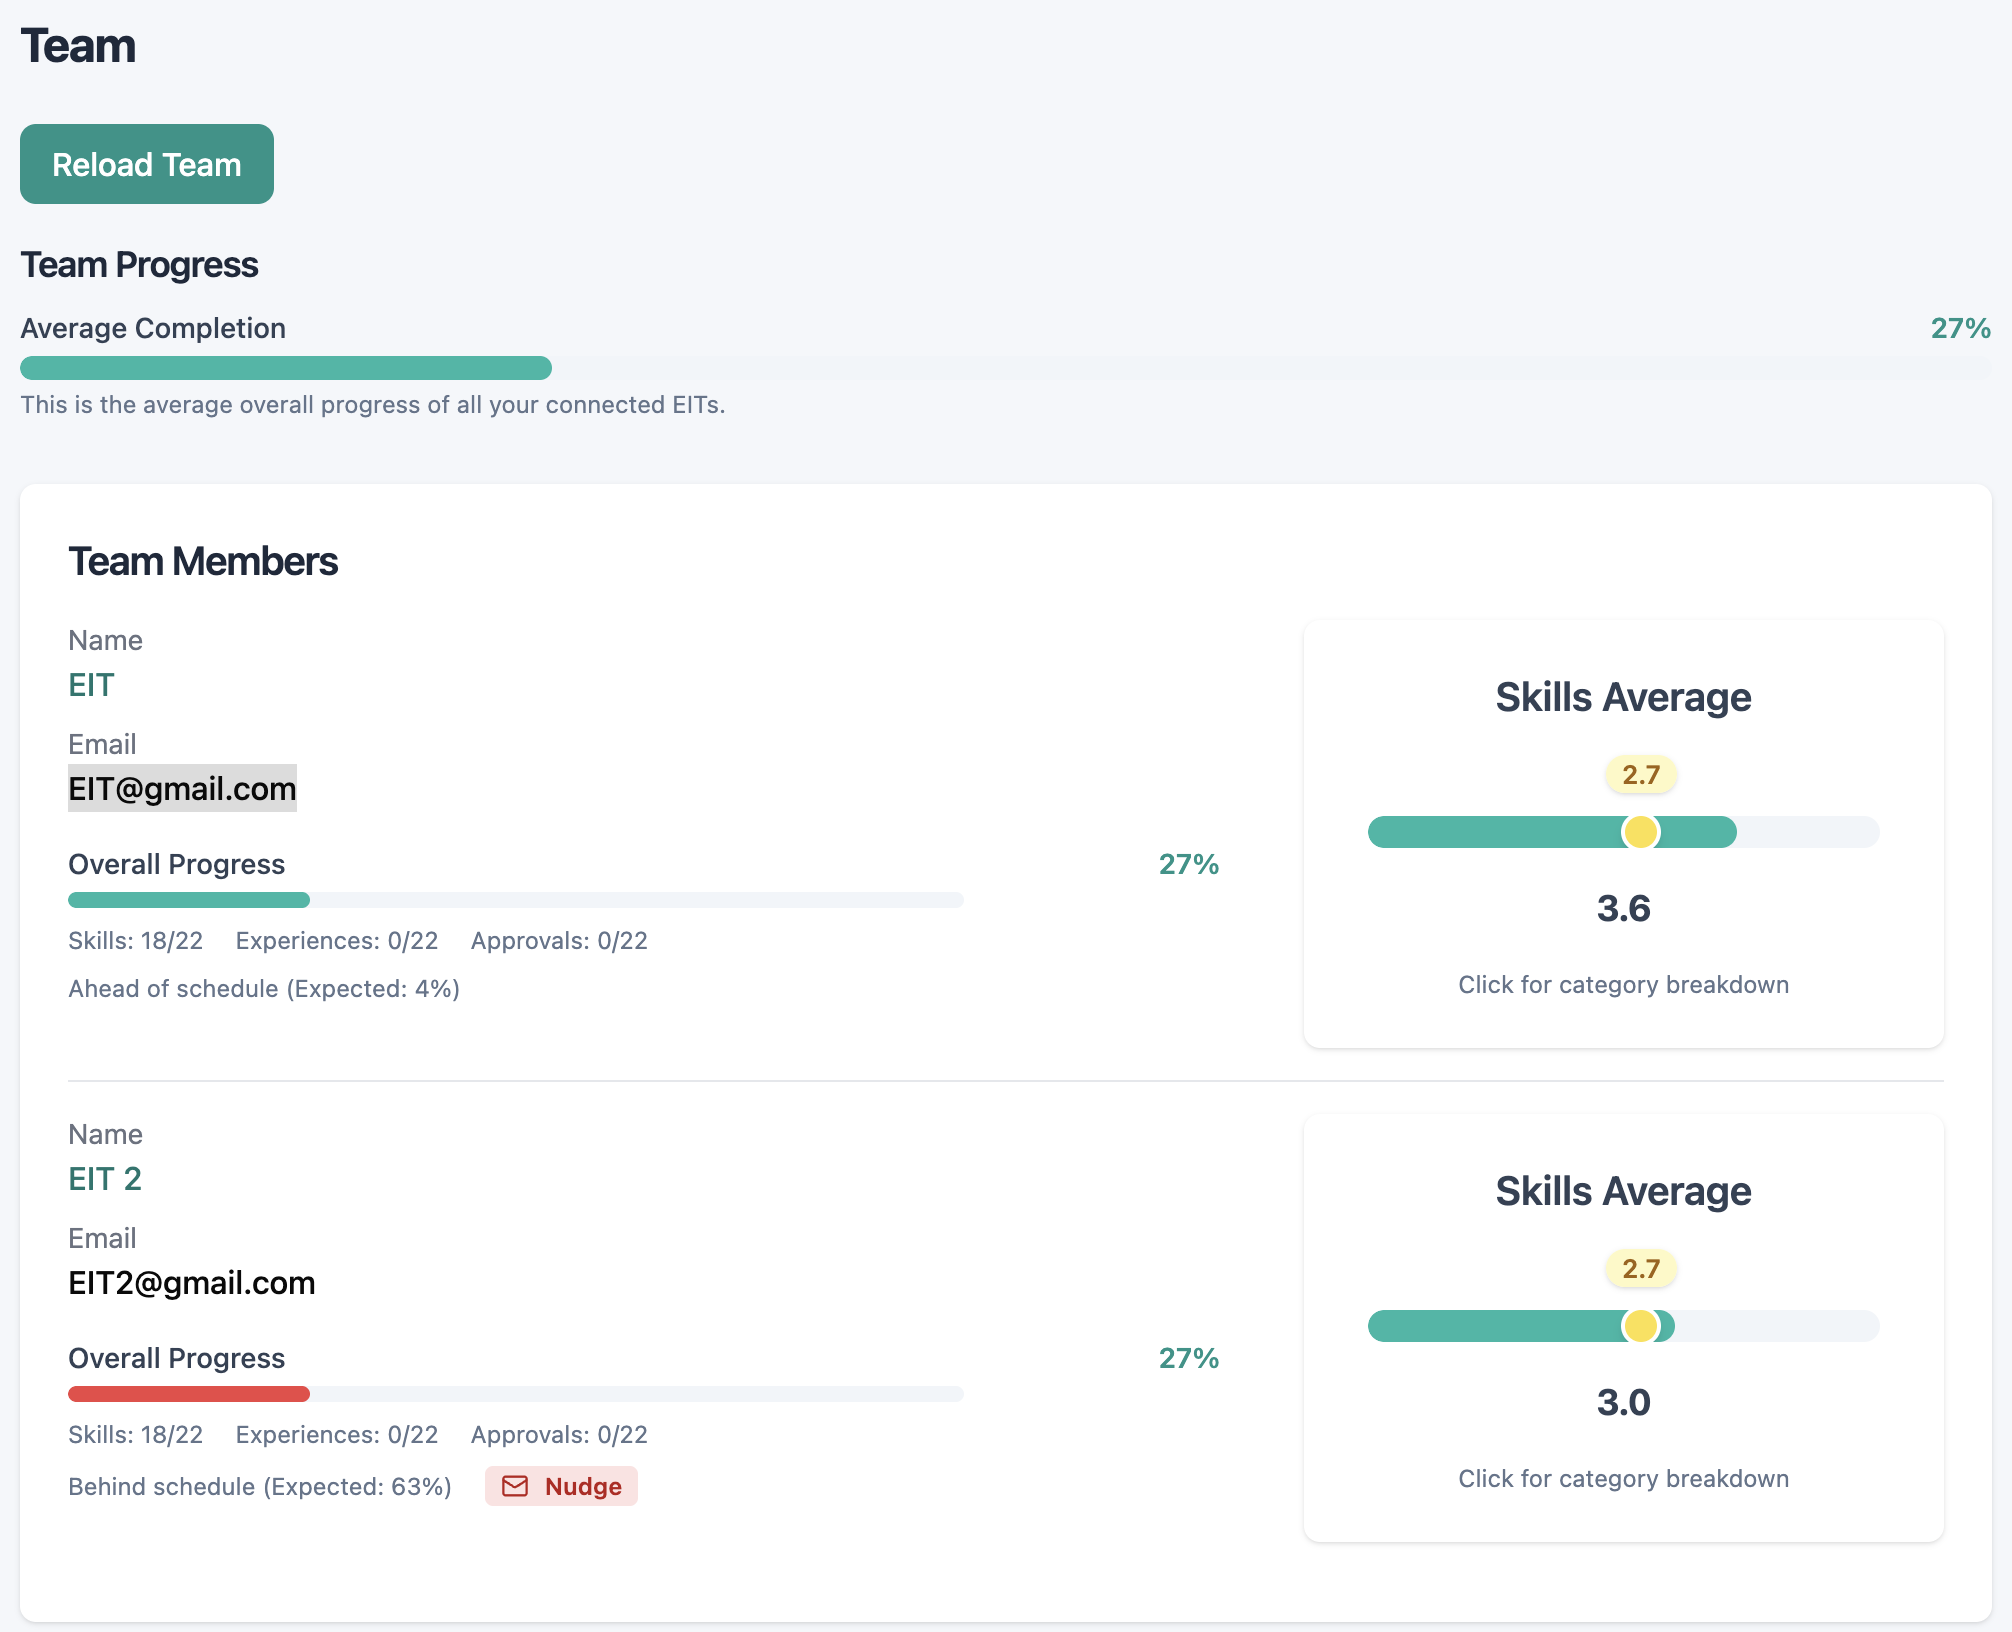 Team
Reload Team
Team Progress
Average Completion 27%
This is the average overall progress of all your connected EITs.
Team Members
Name
EIT
Email
EIT@gmail.com
Overall Progress 27%
Skills: 18/22 Experiences: 0/22 Approvals: 0/22
Ahead of schedule (Expected: 4%)
Skills Average
2.7
3.6
Click for category breakdown
Name
EIT 2
Email
EIT2@gmail.com
Overall Progress 27%
Skills: 18/22 Experiences: 0/22 Approvals: 0/22
Behind schedule (Expected: 63%) Nudge
Skills Average
2.7
3.0
Click for category breakdown